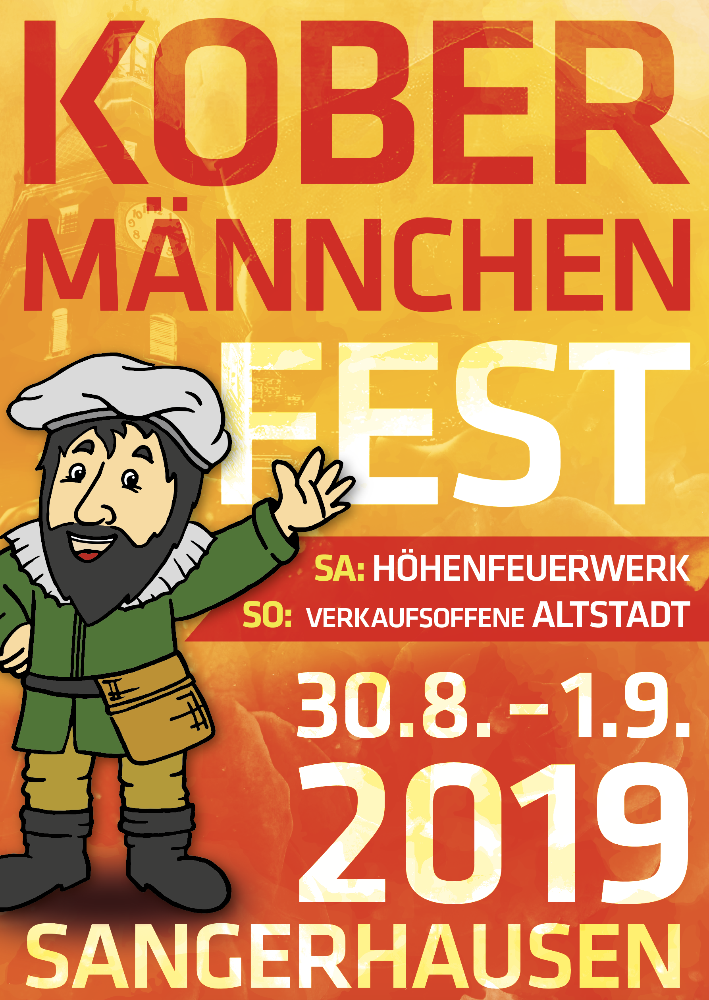 KOBER
MÄNNCHEN
FEST
SA: HÖHENFEUERWERK
SO: VERKAUFSOFFENE ALTSTADT
30.8. – 1.9.
2019
SANGERHAUSEN